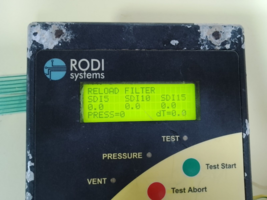 RODI
systems
RELOAD FILTER
SDI5 SDI10 SDI15
0.0 0.0 0.0
PRESS=0 dT=0.0
TEST
PRESSURE
Test Start
VENT
Test Abort